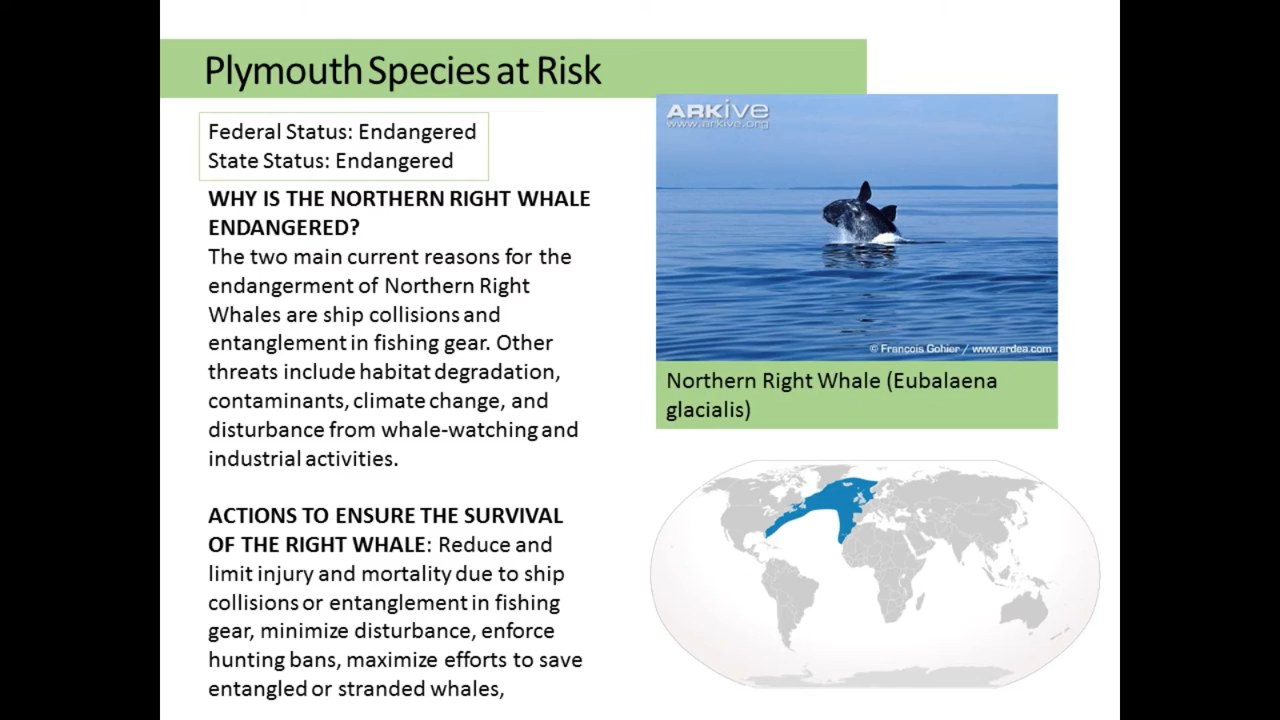 Plymouth Species at Risk
Federal Status: Endangered
State Status: Endangered
WHY IS THE NORTHERN RIGHT WHALE
ENDANGERED?
The two main current reasons for the
endangerment of Northern Right
Whales are ship collisions and
entanglement in fishing gear. Other
threats include habitat degradation,
contaminants, climate change, and
disturbance from whale-watching and
industrial activities.
ACTIONS TO ENSURE THE SURVIVAL
OF THE RIGHT WHALE: Reduce and
limit injury and mortality due to ship
collisions or entanglement in fishing
gear, minimize disturbance, enforce
hunting bans, maximize efforts to save
entangled or stranded whales,
ARKive
www.arkive.org
© Francois Gohier / www.ardea.com
Northern Right Whale (Eubalaena
glacialis)